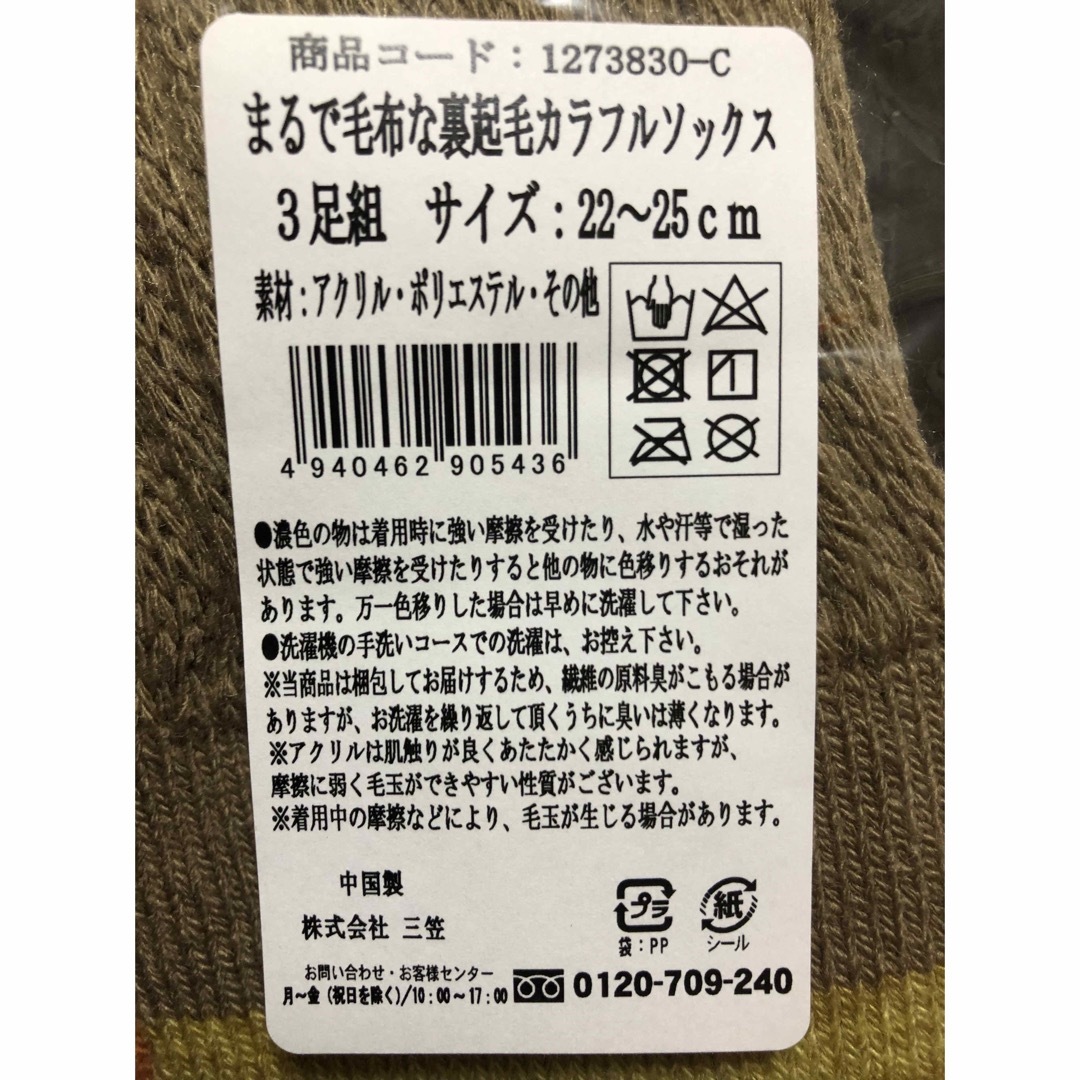 商品コード：1273830-C
まるで毛布な裏起毛カラフルソックス
３足組　サイズ：22～25ｃｍ
素材：アクリル・ポリエステル・その他
4 940462 905436
●濃色の物は着用時に強い摩擦を受けたり、水や汗等で湿った
状態で強い摩擦を受けたりすると他の物に色移りするおそれが
あります。万一色移りした場合は早めに洗濯して下さい。
●洗濯機の手洗いコースでの洗濯は、お控え下さい。
※当商品は梱包してお届けするため、繊維の原料臭がこもる場合が
ありますが、お洗濯を繰り返して頂くうちに臭いは薄くなります。
※アクリルは肌触りが良くあたたかく感じられますが、
摩擦に弱く毛玉ができやすい性質がございます。
※着用中の摩擦などにより、毛玉が生じる場合があります。
中国製
株式会社 三笠
プラ
袋：PP
紙
シール
お問い合わせ・お客様センター
月～金（祝日を除く）/10：00～17：00
0120-709-240